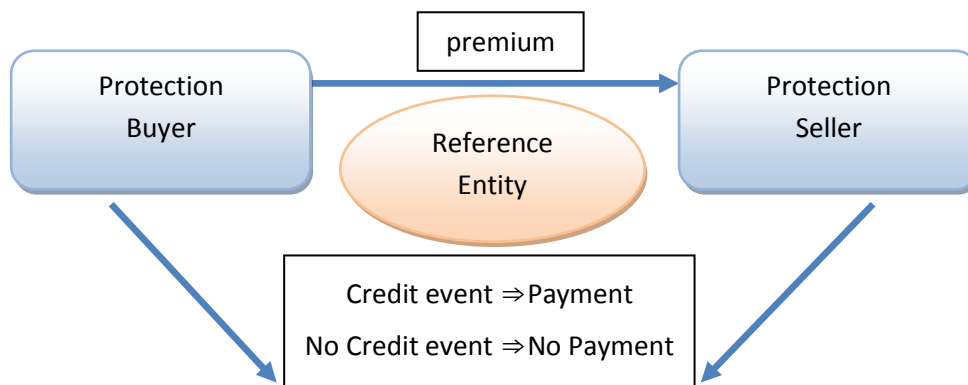 premium
Protection
Buyer
Protection
Seller
Reference
Entity
Credit event ⇒Payment
No Credit event ⇒No Payment